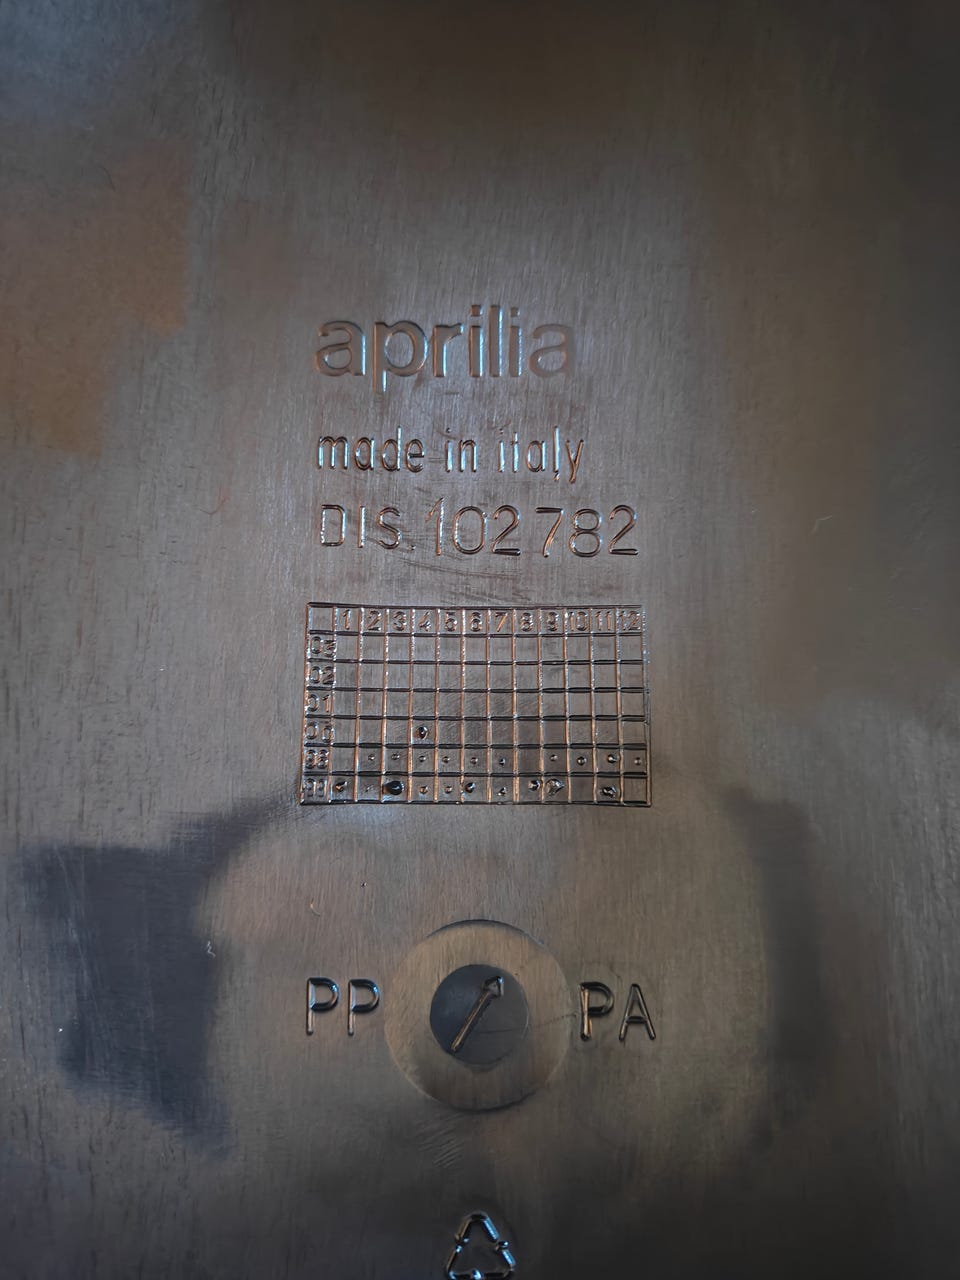 aprilia
made in italy
DIS. 102782
1 2 3 4 5 6 7 8 9 10 11 12
PP PA